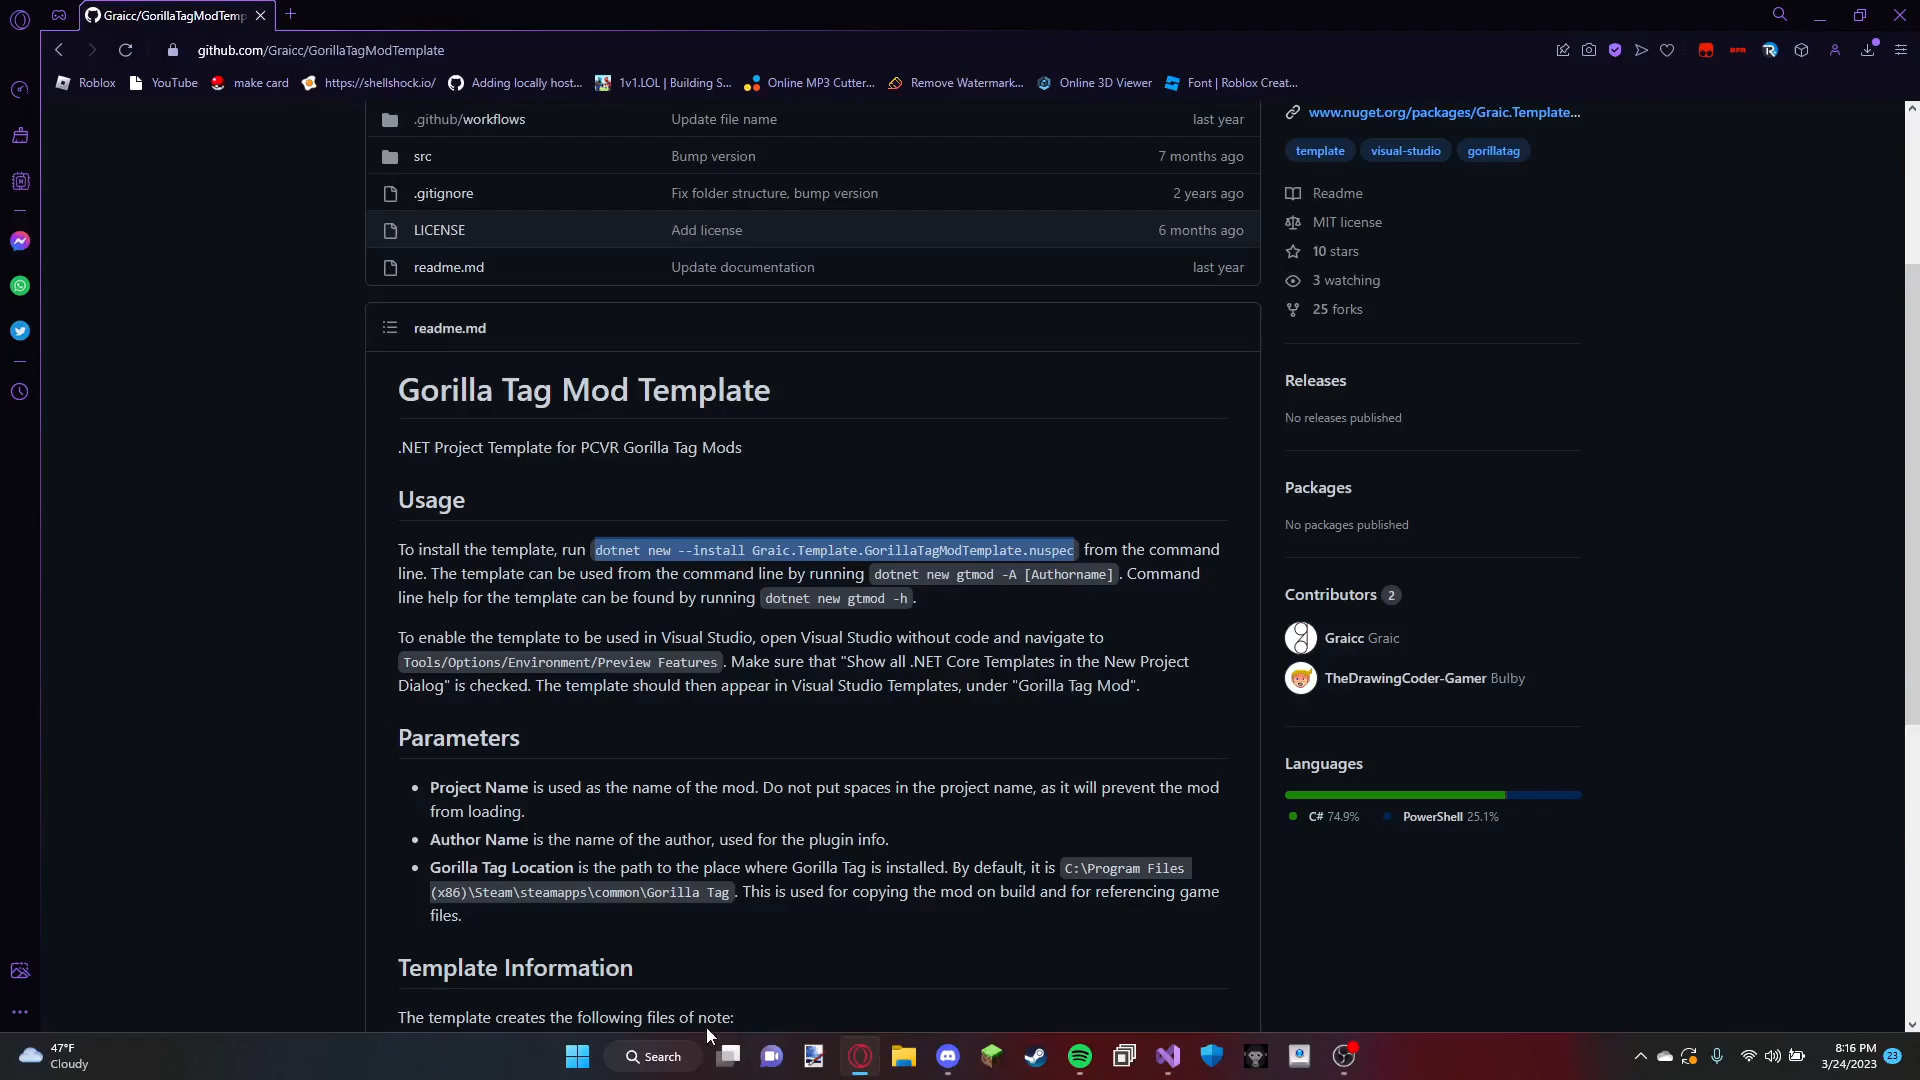 Graicc/GorillaTagModTemp
github.com/Graicc/GorillaTagModTemplate
Roblox
YouTube
make card
https://shellshock.io/
Adding locally host...
1v1.LOL | Building S...
Online MP3 Cutter...
Remove Watermark...
Online 3D Viewer
Font | Roblox Creat...
.github/workflows
Update file name
last year
src
Bump version
7 months ago
.gitignore
Fix folder structure, bump version
2 years ago
LICENSE
Add license
6 months ago
readme.md
Update documentation
last year
readme.md
Gorilla Tag Mod Template
.NET Project Template for PCVR Gorilla Tag Mods
Usage
To install the template, run dotnet new --install Graic.Template.GorillaTagModTemplate.nuspec from the command
line. The template can be used from the command line by running dotnet new gtmod -A [Authorname]. Command
line help for the template can be found by running dotnet new gtmod -h.
To enable the template to be used in Visual Studio, open Visual Studio without code and navigate to
Tools/Options/Environment/Preview Features. Make sure that "Show all .NET Core Templates in the New Project
Dialog" is checked. The template should then appear in Visual Studio Templates, under "Gorilla Tag Mod".
Parameters
Project Name is used as the name of the mod. Do not put spaces in the project name, as it will prevent the mod
from loading.
Author Name is the name of the author, used for the plugin info.
Gorilla Tag Location is the path to the place where Gorilla Tag is installed. By default, it is C:\Program Files
(x86)\Steam\steamapps\common\Gorilla Tag. This is used for copying the mod on build and for referencing game
files.
Template Information
The template creates the following files of note:
www.nuget.org/packages/Graic.Template...
template
visual-studio
gorillatag
Readme
MIT license
10 stars
3 watching
25 forks
Releases
No releases published
Packages
No packages published
Contributors 2
Graicc Graic
TheDrawingCoder-Gamer Bulby
Languages
C# 74.9%
PowerShell 25.1%
47°F
Cloudy
Search
8:16 PM
3/24/2023
23